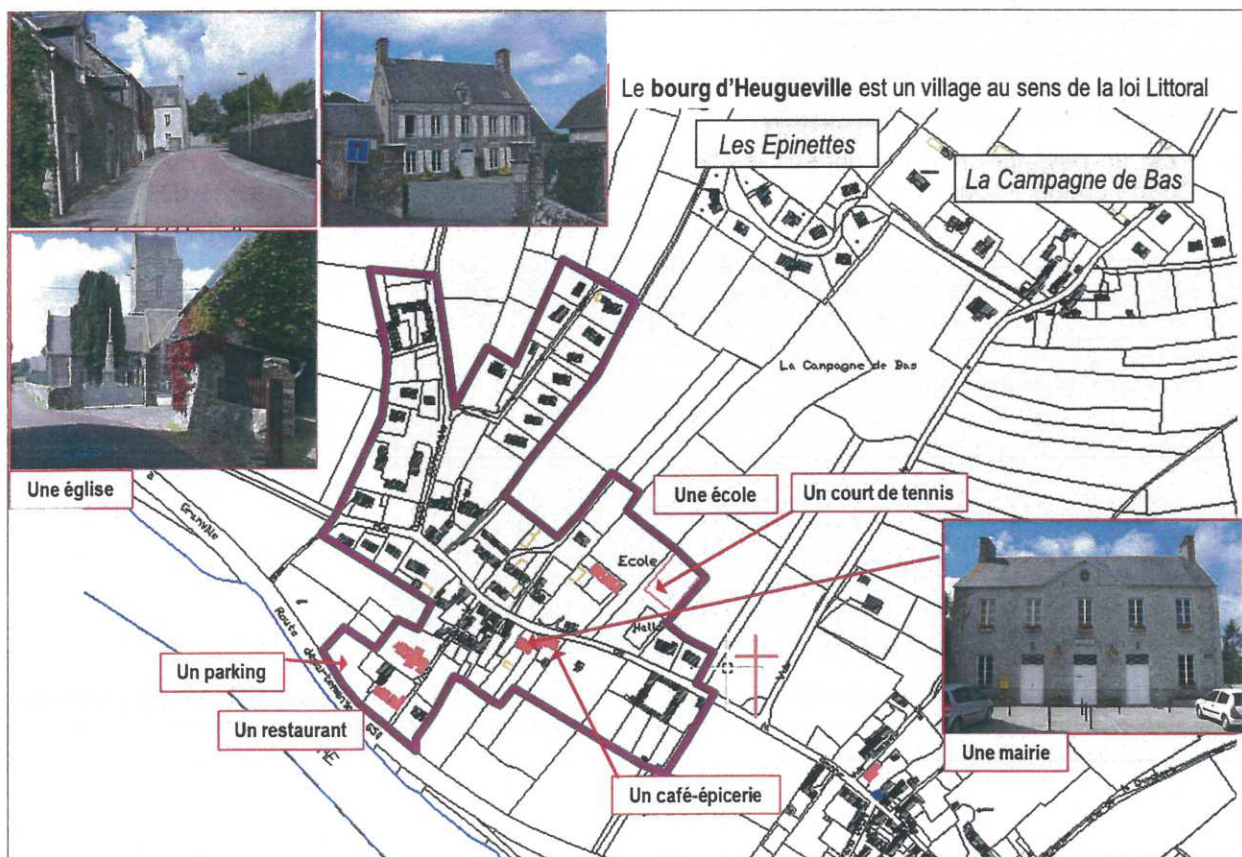 Le bourg d'Heugueville est un village au sens de la loi Littoral
Les Epinettes
La Campagne de Bas
La Campagne de Bas
Une église
Une école
Un court de tennis
Granville
Ecole
Route
départementale
650
Un parking
Un restaurant
Un café-épicerie
Une mairie